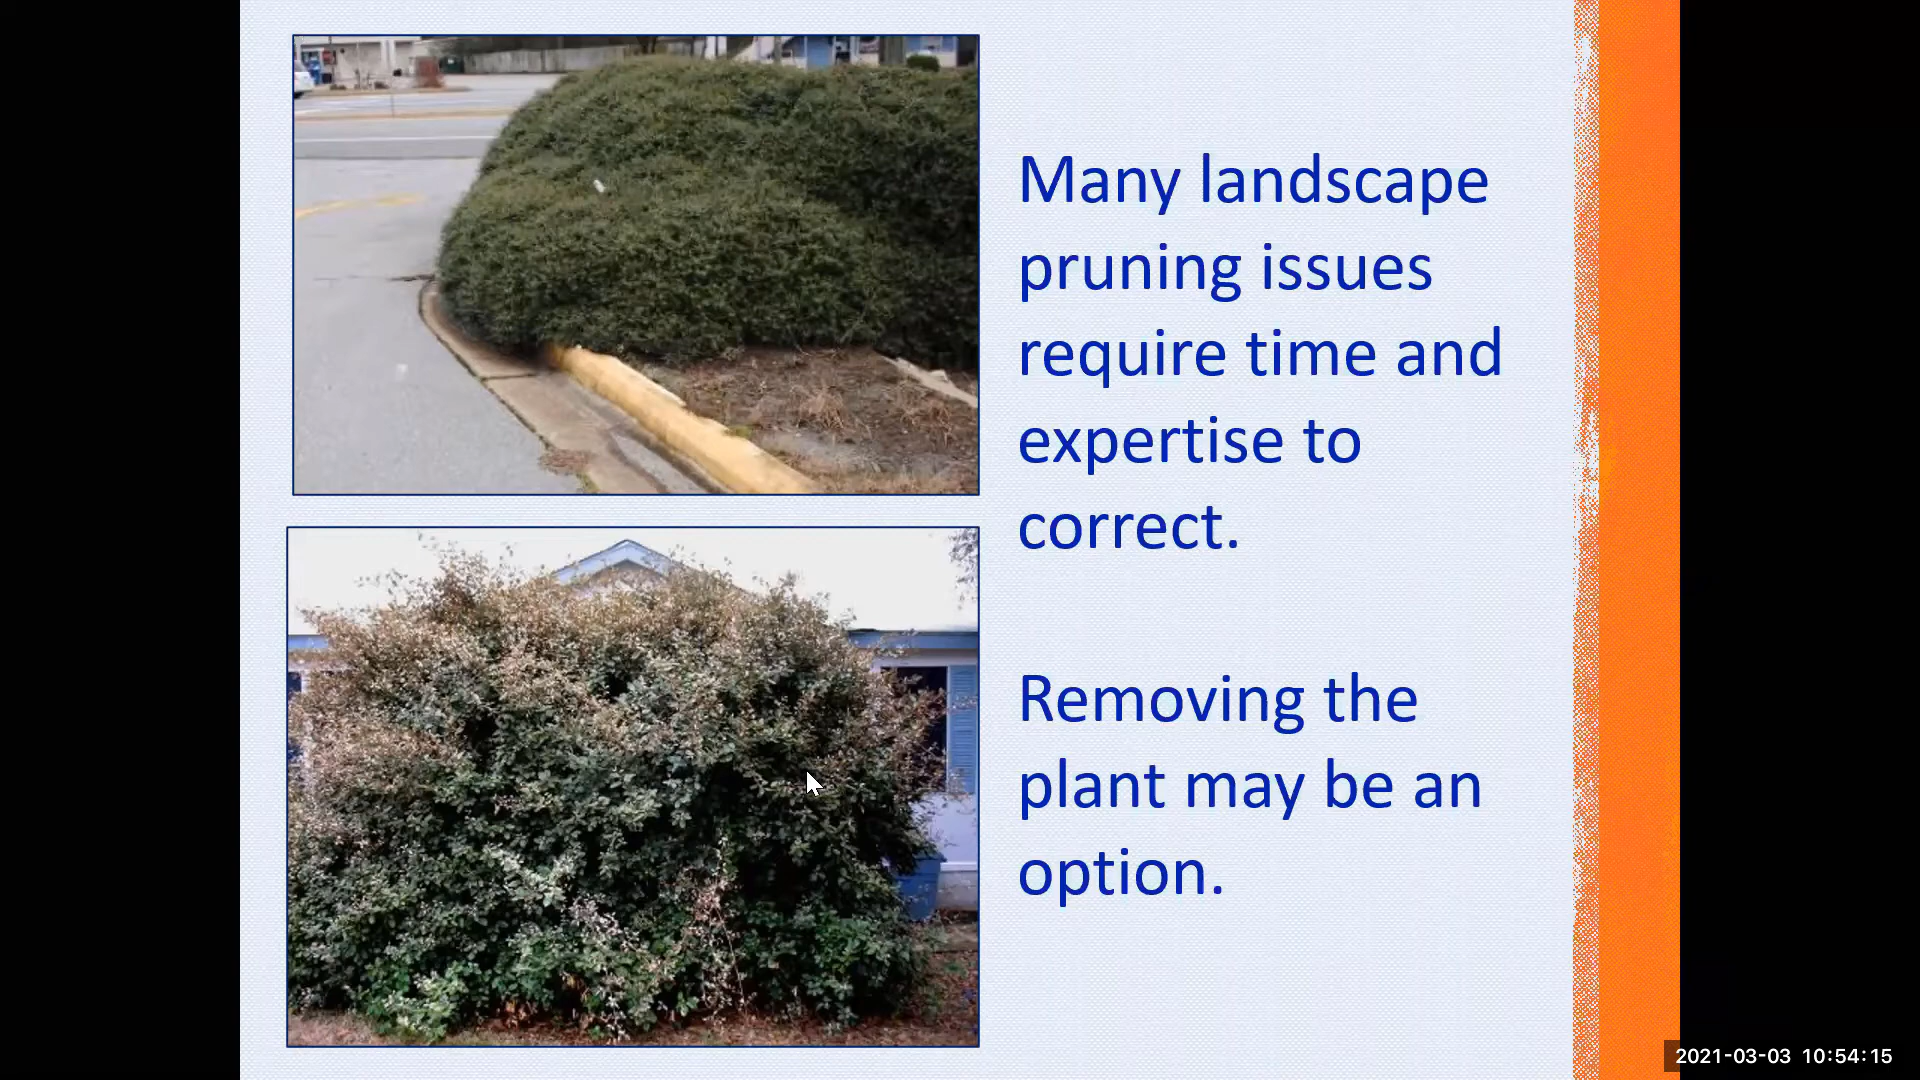 Many landscape
pruning issues
require time and
expertise to
correct.
Removing the
plant may be an
option.
2021-03-03 10:54:15